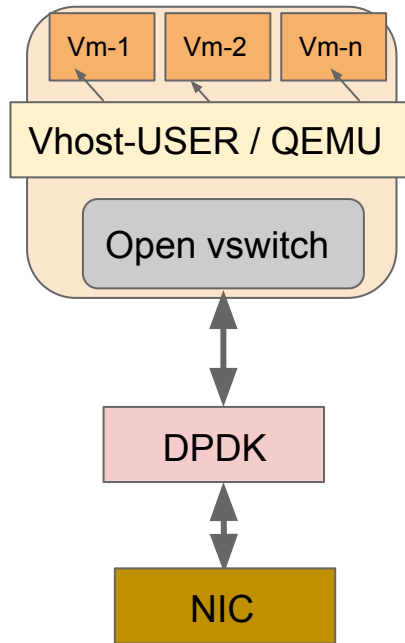 Vm-1 Vm-2 Vm-n
Vhost-USER / QEMU
Open vswitch
DPDK
NIC